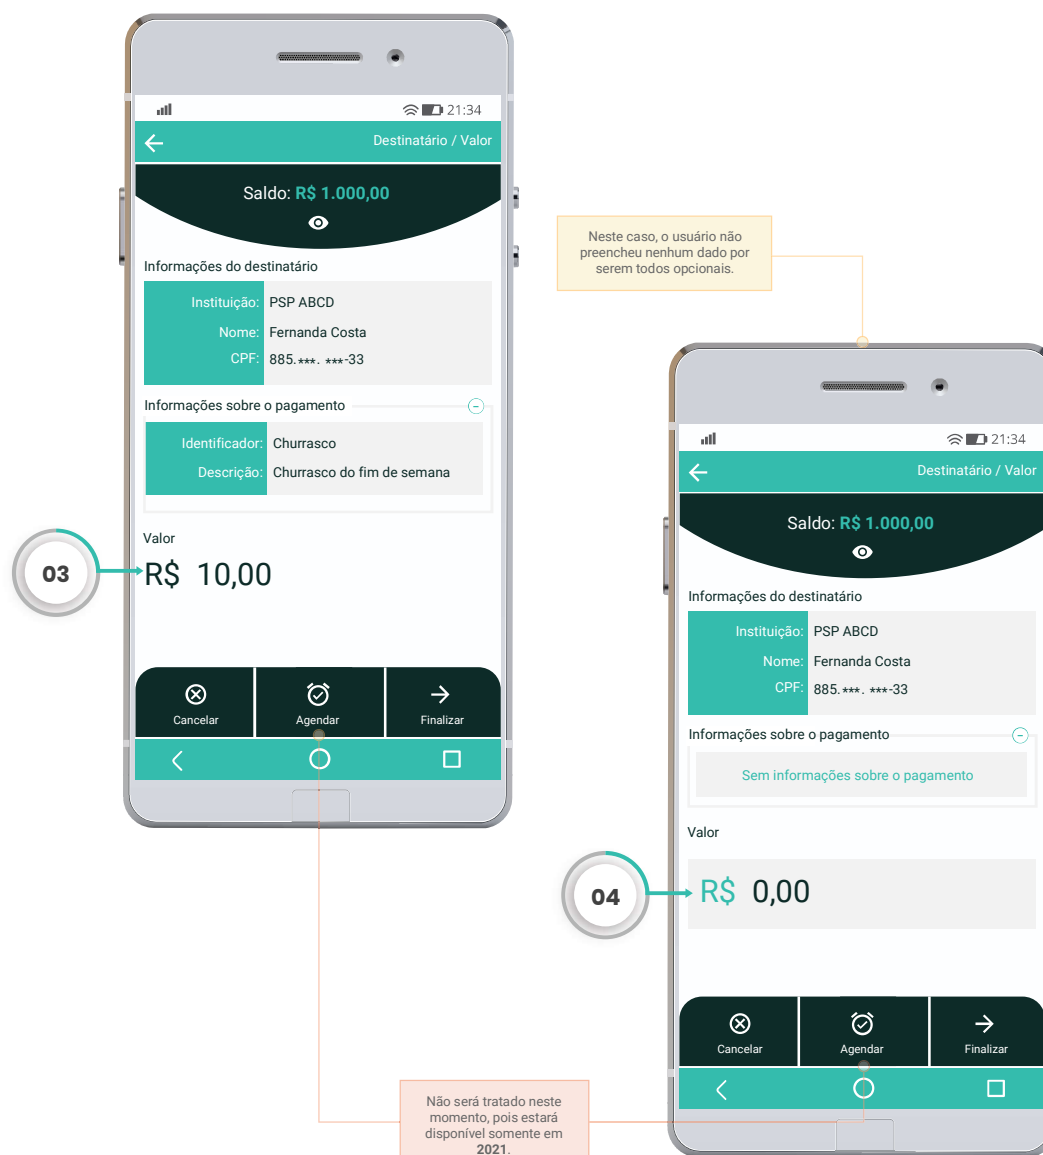 21:34
Destinatário / Valor
Saldo: R$ 1.000,00
Informações do destinatário
Instituição: PSP ABCD
Nome: Fernanda Costa
CPF: 885.***. ***-33
Informações sobre o pagamento
Identificador: Churrasco
Descrição: Churrasco do fim de semana
Valor
03
R$ 10,00
Cancelar
Agendar
Finalizar
Neste caso, o usuário não
preencheu nenhum dado por
serem todos opcionais.
21:34
Destinatário / Valor
Saldo: R$ 1.000,00
Informações do destinatário
Instituição: PSP ABCD
Nome: Fernanda Costa
CPF: 885.***. ***-33
Informações sobre o pagamento
Sem informações sobre o pagamento
Valor
04
R$ 0,00
Cancelar
Agendar
Finalizar
Não será tratado neste
momento, pois estará
disponível somente em
2021.